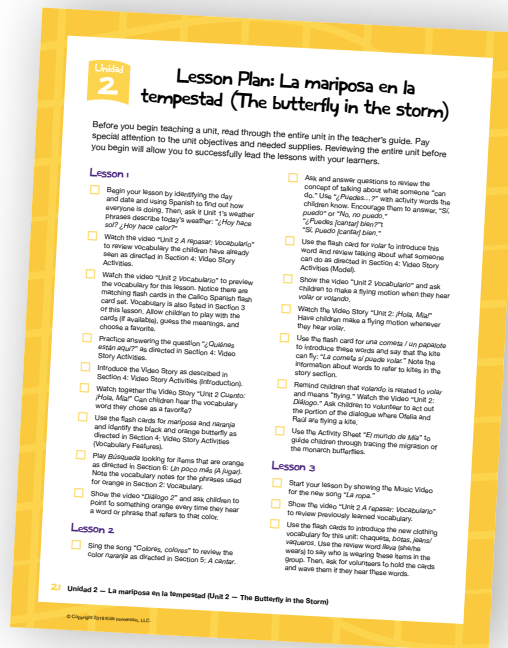 Unidad
2
Lesson Plan: La mariposa en la
tempestad (The butterfly in the storm)
Before you begin teaching a unit, read through the entire unit in the teacher's guide. Pay
special attention to the unit objectives and needed supplies. Reviewing the entire unit before
you begin will allow you to successfully lead the lessons with your learners.
Lesson 1
Begin your lesson by identifying the day
and date and using Spanish to find out how
everyone is doing. Then, ask if Unit 1's weather
phrases describe today's weather: "¿Hoy hace
sol? ¿Hoy hace calor?"
Watch the video "Unit 2 A repasar: Vocabulario"
to review vocabulary the children have already
seen as directed in Section 4: Video Story
Activities.
Watch the video "Unit 2 Vocabulario" to preview
the vocabulary for this lesson. Notice there are
matching flash cards in the Calico Spanish flash
card set. Vocabulary is also listed in Section 3
of this lesson. Allow children to play with the
cards (if available), guess the meanings, and
choose a favorite.
Practice answering the question "¿Quiénes
están aquí?" as directed in Section 4: Video
Story Activities.
Introduce the Video Story as described in
Section 4: Video Story Activities (Introduction).
Watch together the Video Story "Unit 2 Cuento:
¡Hola, Mia!" Can children hear the vocabulary
word they chose as a favorite?
Use the flash cards for mariposa and naranja
and identify the black and orange butterfly as
directed in Section 4: Video Story Activities
(Vocabulary Features).
Play Búsqueda looking for items that are orange
as directed in Section 6: Un poco más (A jugar).
Note the vocabulary notes for the phrases used
for orange in Section 2: Vocabulary.
Show the video "Diálogo 2" and ask children to
point to something orange every time they hear
a word or phrase that refers to that color.
Lesson 2
Sing the song "Colores, colores" to review the
color naranja as directed in Section 5: A cantar.
Ask and answer questions to review the
concept of talking about what someone "can
do." Use "¿Puedes...?" with activity words the
children know. Encourage them to answer, "Sí,
puedo" or "No, no puedo."
"¿Puedes [cantar] bien?"t
"Sí, puedo [cantar] bien."
Use the flash card for volar to introduce this
word and review talking about what someone
can do as directed in Section 4: Video Story
Activities (Model).
Show the video "Unit 2 Vocabulario" and ask
children to make a flying motion when they hear
volar or volando.
Watch the Video Story "Unit 2: ¡Hola, Mia!"
Have children make a flying motion whenever
they hear volar.
Use the flash card for una cometa / un papalote
to introduce these words and say that the kite
can fly: "La cometa sí puede volar." Note the
information about words to refer to kites in the
story section.
Remind children that volando is related to volar
and means "flying." Watch the Video "Unit 2:
Diálogo." Ask children to volunteer to act out
the portion of the dialogue where Otelia and
Raúl are flying a kite.
Use the Activity Sheet "El mundo de Mia" to
guide children through tracing the migration of
the monarch butterflies.
Lesson 3
Start your lesson by showing the Music Video
for the new song "La ropa."
Show the video "Unit 2 A repasar: Vocabulario"
to review previously learned vocabulary.
Use the flash cards to introduce the new clothing
vocabulary for this unit: chaqueta, botas, jeans/
vaqueros. Use the review word lleva (she/he
wears) to say who is wearing these items in the
group. Then, ask for volunteers to hold the cards
and wave them if they hear these words.
Unidad 2 — La mariposa en la tempestad (Unit 2 — The Butterfly in the Storm)
© Copyright 2018 Kids LLC.